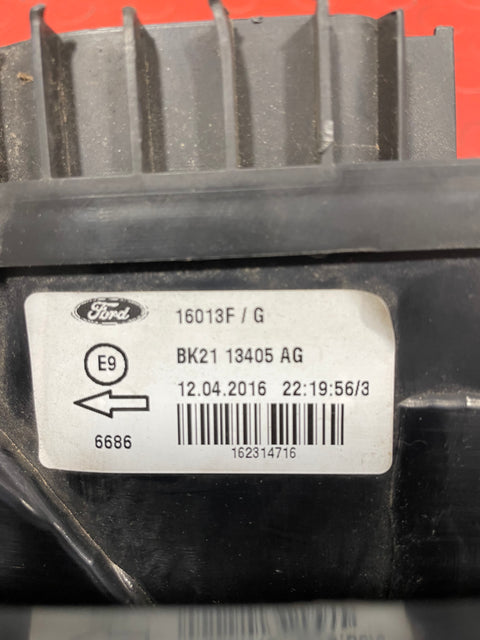 Ford
16013F / G
E9
BK21 13405 AG
12.04.2016 22:19:56/3
6686
162314716